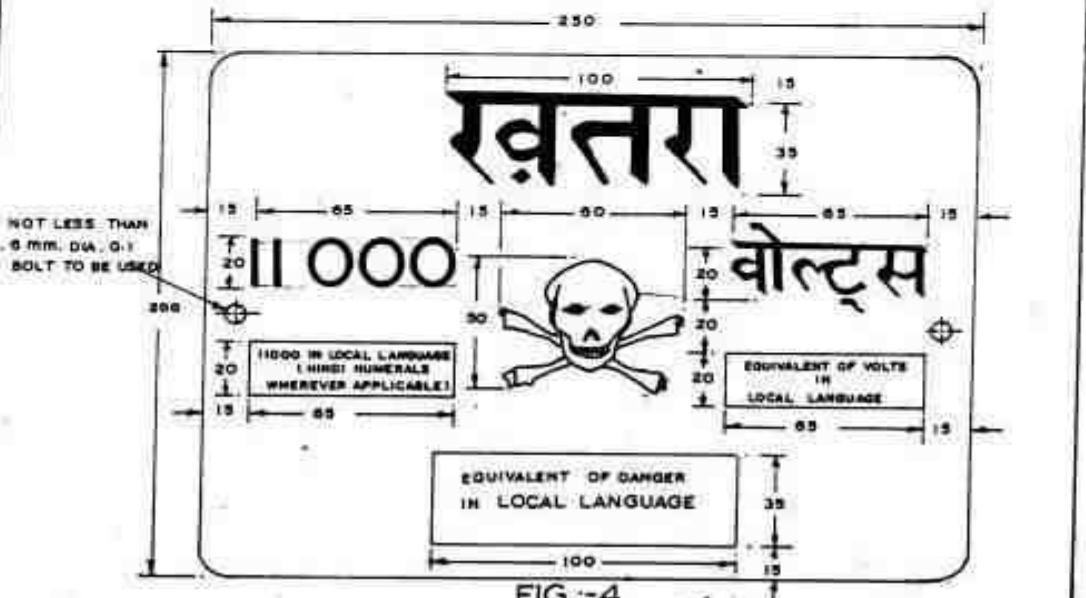 250
100
15
ख़तरा
35
15 65 15 60 15 65 15
NOT LESS THAN
6 mm. DIA. G.I
BOLT TO BE USED
20
11000
50
20
वोल्ट्स
200
20
20
11000 IN LOCAL LANGUAGE
(HINDI NUMERALS
WHEREVER APPLICABLE)
20
EQUIVALENT OF VOLTS
IN
LOCAL LANGUAGE
15 65
65 15
EQUIVALENT OF DANGER
IN LOCAL LANGUAGE
35
100
15
FIG :-4